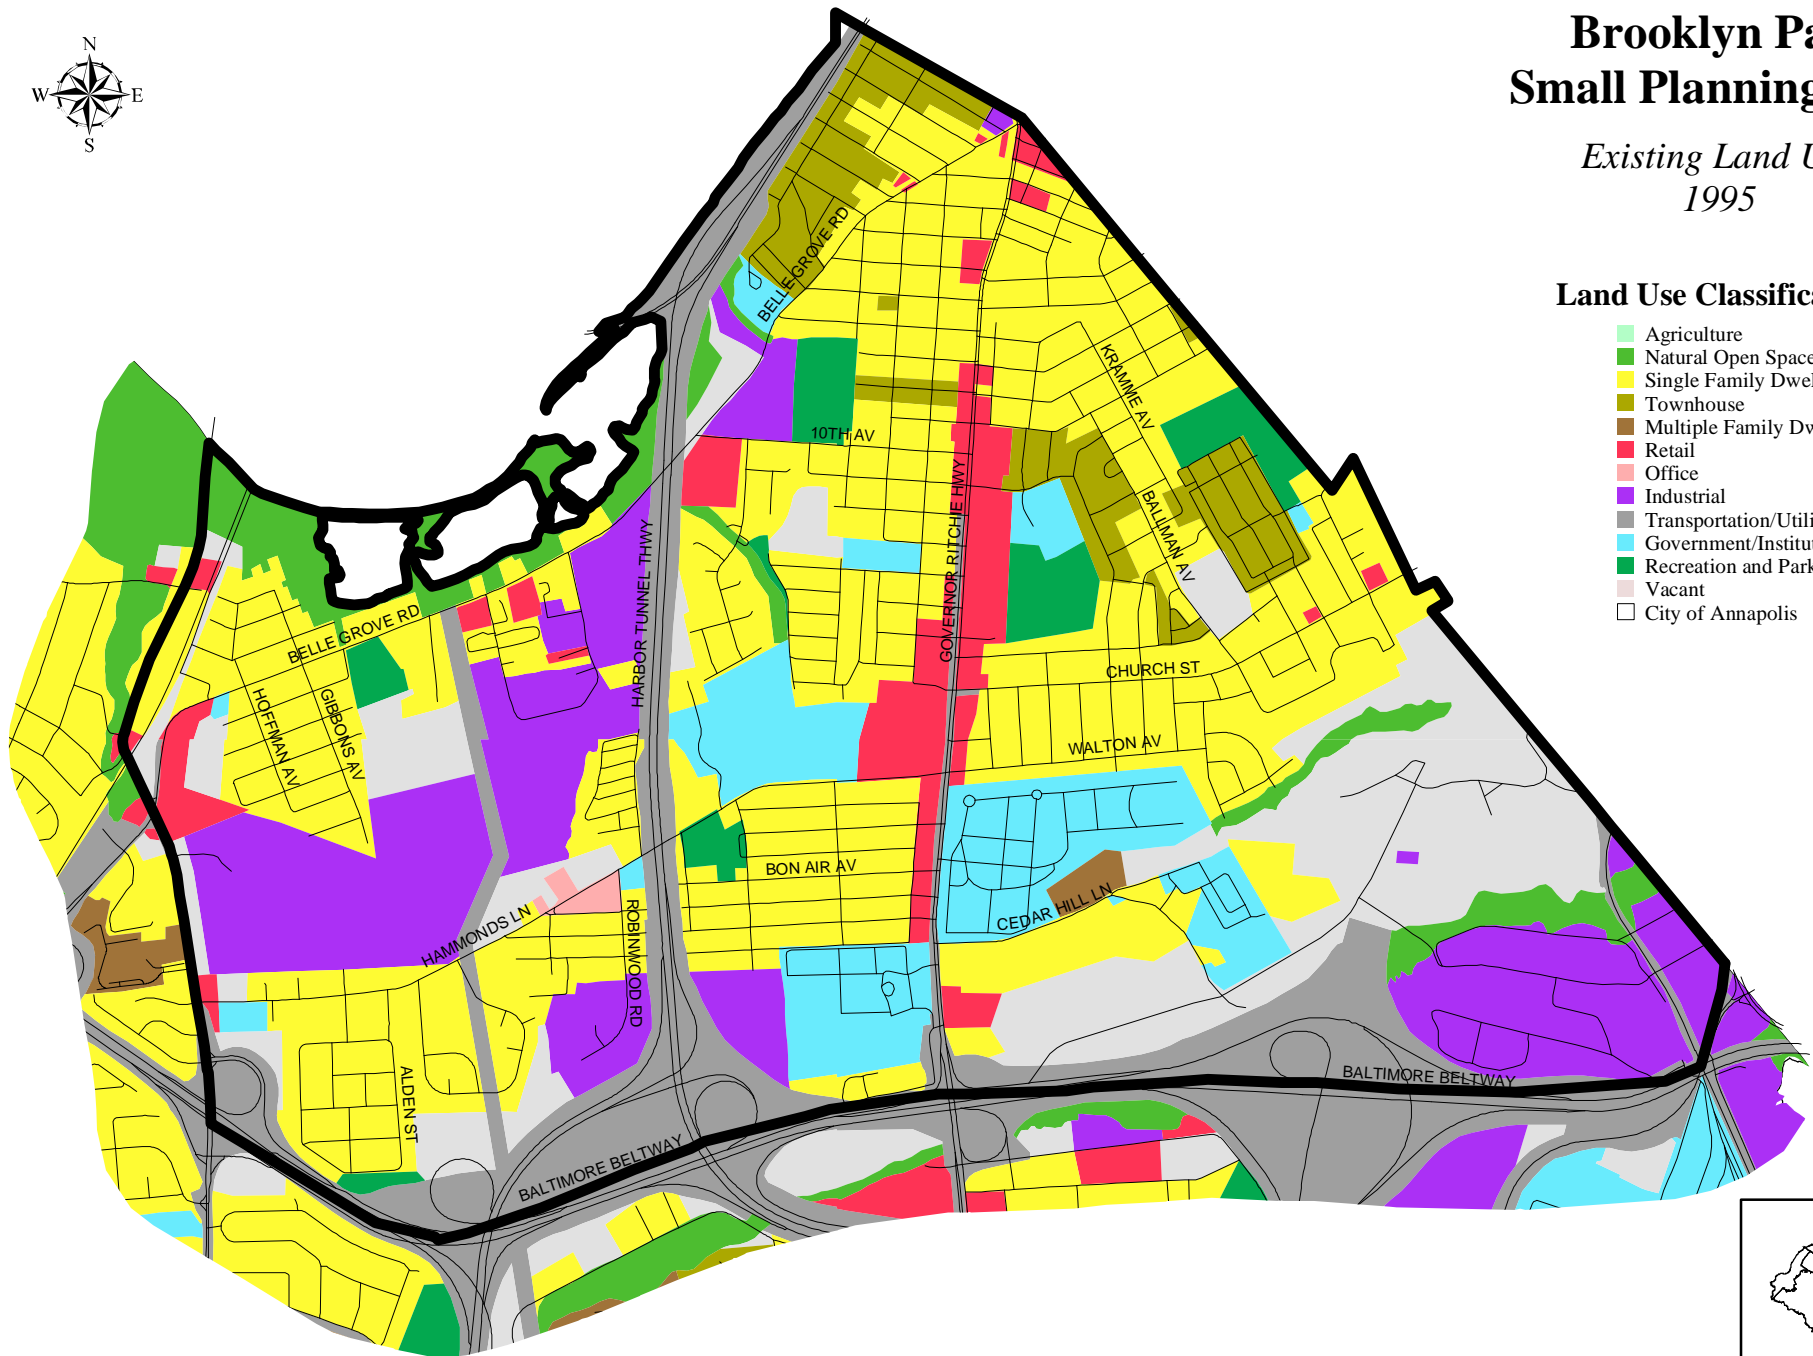 Brooklyn Pa
Small Planning
Existing Land U
1995
Land Use Classifica
Agriculture
Natural Open Space
Single Family Dwel
Townhouse
Multiple Family Dw
Retail
Office
Industrial
Transportation/Utili
Government/Institut
Recreation and Park
Vacant
City of Annapolis
N
W
E
S
BELLE GROVE RD
KRAMME AV
10TH AV
GOVERNOR RITCHIE HWY
BALLMAN AV
HARBOR TUNNEL THWY
BELLE GROVE RD
HOFFMAN AV
GIBBONS AV
CHURCH ST
WALTON AV
BON AIR AV
CEDAR HILL LN
HAMMONDS LN
ROBINWOOD RD
ALDEN ST
BALTIMORE BELTWAY
BALTIMORE BELTWAY